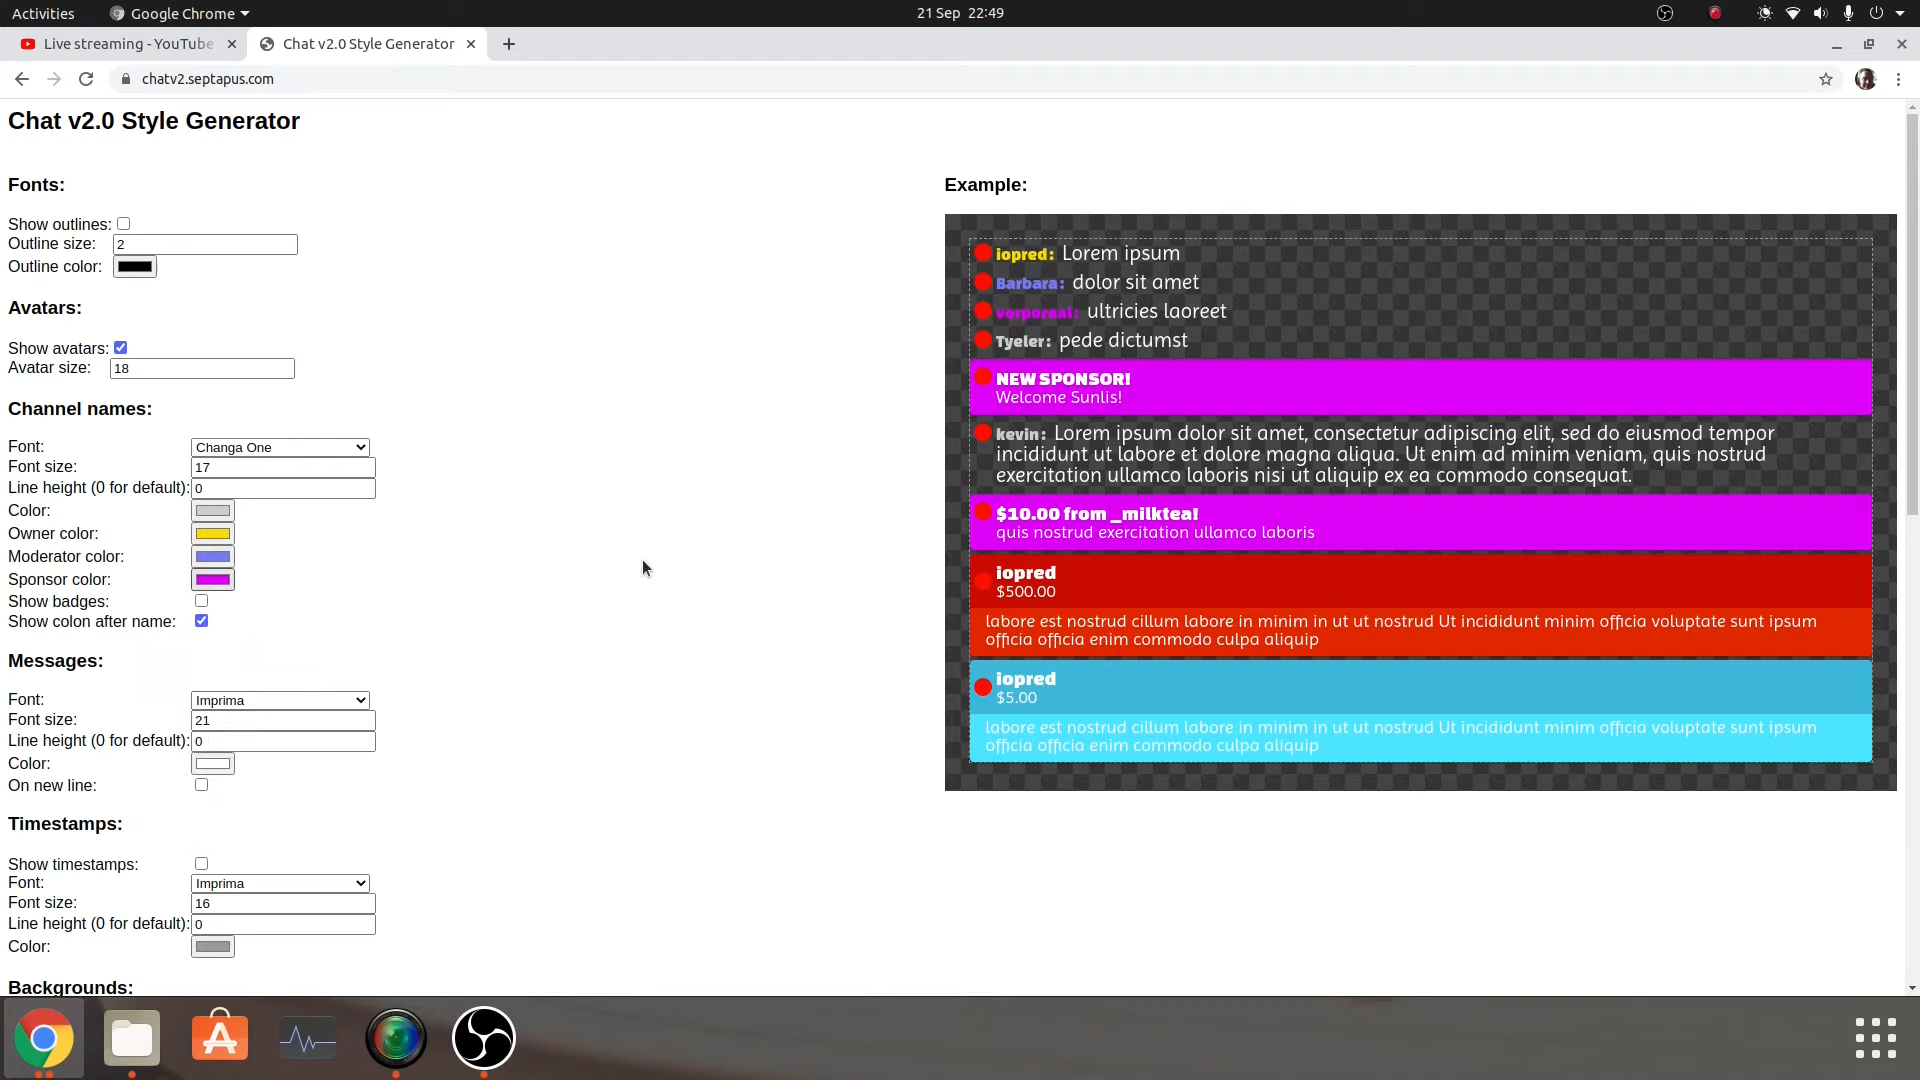 Activities
Google Chrome
21 Sep 22:49
Live streaming - YouTube
Chat v2.0 Style Generator
chatv2.septapus.com
Chat v2.0 Style Generator
Fonts:
Show outlines:
Outline size: 2
Outline color:
Avatars:
Show avatars:
Avatar size: 18
Channel names:
Font: Changa One
Font size: 17
Line height (0 for default): 0
Color:
Owner color:
Moderator color:
Sponsor color:
Show badges:
Show colon after name:
Messages:
Font: Imprima
Font size: 21
Line height (0 for default): 0
Color:
On new line:
Timestamps:
Show timestamps:
Font: Imprima
Font size: 16
Line height (0 for default): 0
Color:
Backgrounds:
Example:
iopred: Lorem ipsum
Barbara: dolor sit amet
vorporeal: ultricies laoreet
Tyeler: pede dictumst
NEW SPONSOR!
Welcome Sunlis!
kevin: Lorem ipsum dolor sit amet, consectetur adipiscing elit, sed do eiusmod tempor
incididunt ut labore et dolore magna aliqua. Ut enim ad minim veniam, quis nostrud
exercitation ullamco laboris nisi ut aliquip ex ea commodo consequat.
$10.00 from _milktea!
quis nostrud exercitation ullamco laboris
iopred
$500.00
labore est nostrud cillum labore in minim in ut ut nostrud Ut incididunt minim officia voluptate sunt ipsum
officia officia enim commodo culpa aliquip
iopred
$5.00
labore est nostrud cillum labore in minim in ut ut nostrud Ut incididunt minim officia voluptate sunt ipsum
officia officia enim commodo culpa aliquip